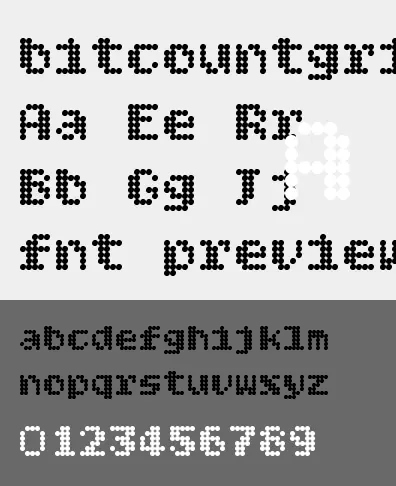 bitcountgri
Aa Ee Rr
A
Bb Gg Jj
fnt preview
abcdefghijklm
nopqrstuvwxyz
0123456789